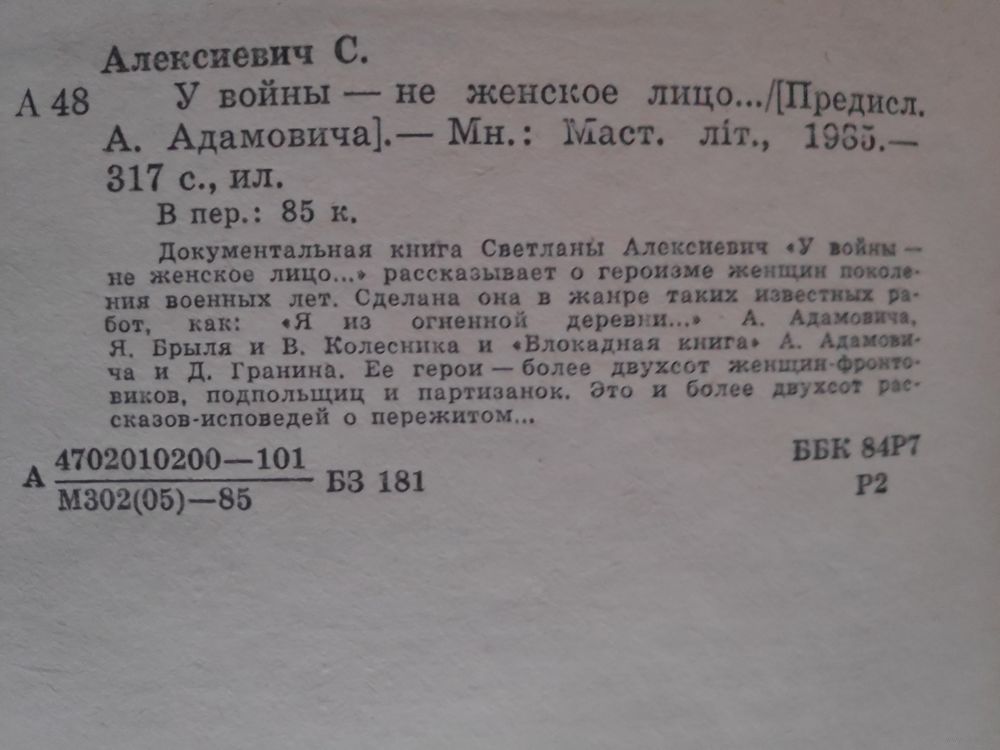 Алексиевич С.
А 48 У войны — не женское лицо.../[Предисл.
А. Адамовича].— Мн.: Маст. літ., 1985.—
317 с., ил.
В пер.: 85 к.
Документальная книга Светланы Алексиевич «У войны —
не женское лицо...» рассказывает о героизме женщин поколе-
ния военных лет. Сделана она в жанре таких известных ра-
бот, как: «Я из огненной деревни...» А. Адамовича,
Я. Брыля и В. Колесника и «Блокадная книга» А. Адамови-
ча и Д. Гранина. Ее герои — более двухсот женщин-фронто-
виков, подпольщиц и партизанок. Это и более двухсот рас-
сказов-исповедей о пережитом...
А 4702010200—101
М302(05)—85
БЗ 181
ББК 84Р7
Р2